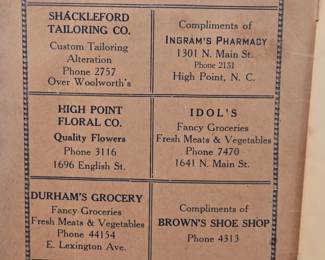 SHACKLEFORD
TAILORING CO.
Custom Tailoring
Alteration
Phone 2757
Over Woolworth's
Compliments of
INGRAM'S PHARMACY
1301 N. Main St.
Phone 2131
High Point, N. C.
HIGH POINT
FLORAL CO.
Quality Flowers
Phone 3116
1696 English St.
IDOL'S
Fancy Groceries
Fresh Meats & Vegetables
Phone 7470
1641 N. Main St.
DURHAM'S GROCERY
Fancy Groceries
Fresh Meats & Vegetables
Phone 44154
E. Lexington Ave.
Compliments of
BROWN'S SHOE SHOP
Phone 4313